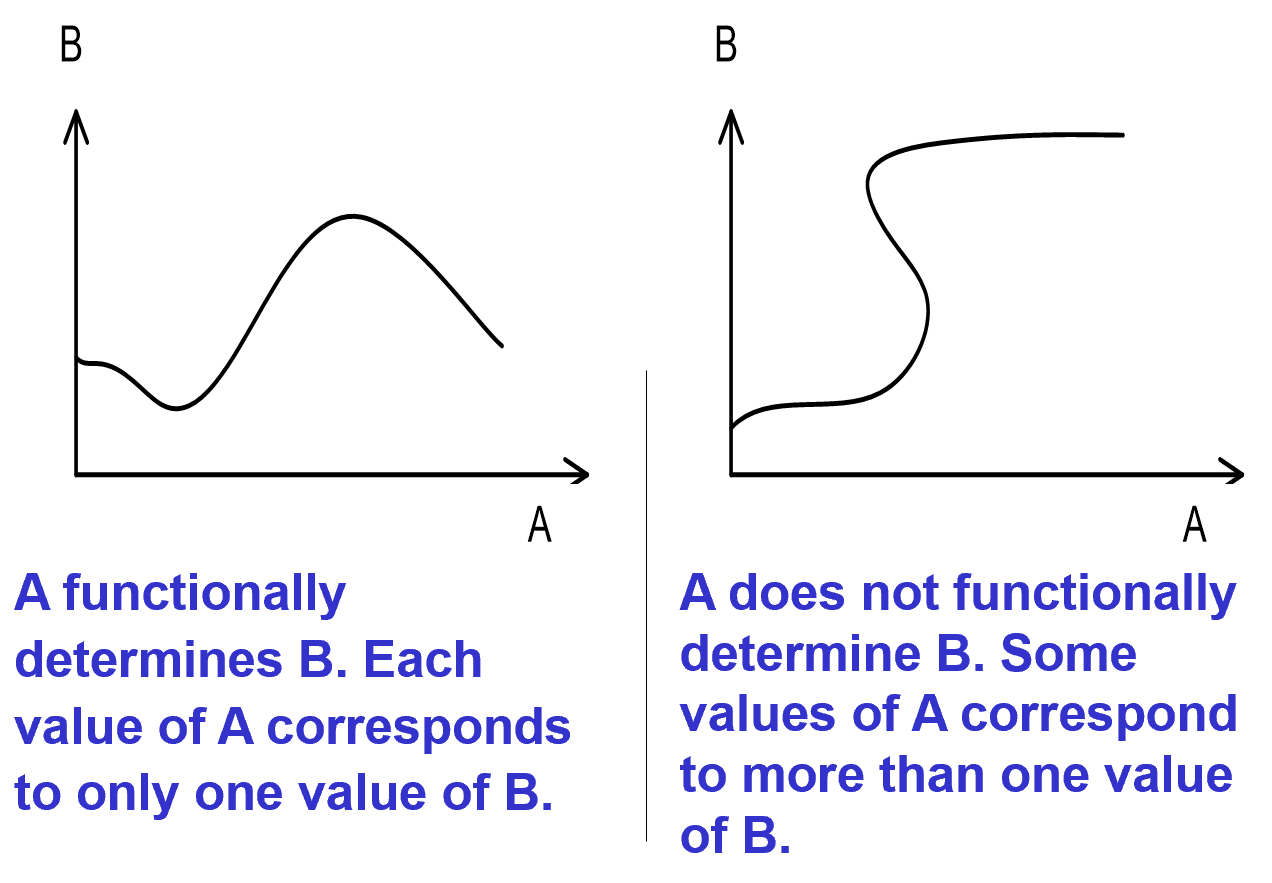 B
A
A functionally
determines B. Each
value of A corresponds
to only one value of B.
B
A
A does not functionally
determine B. Some
values of A correspond
to more than one value
of B.